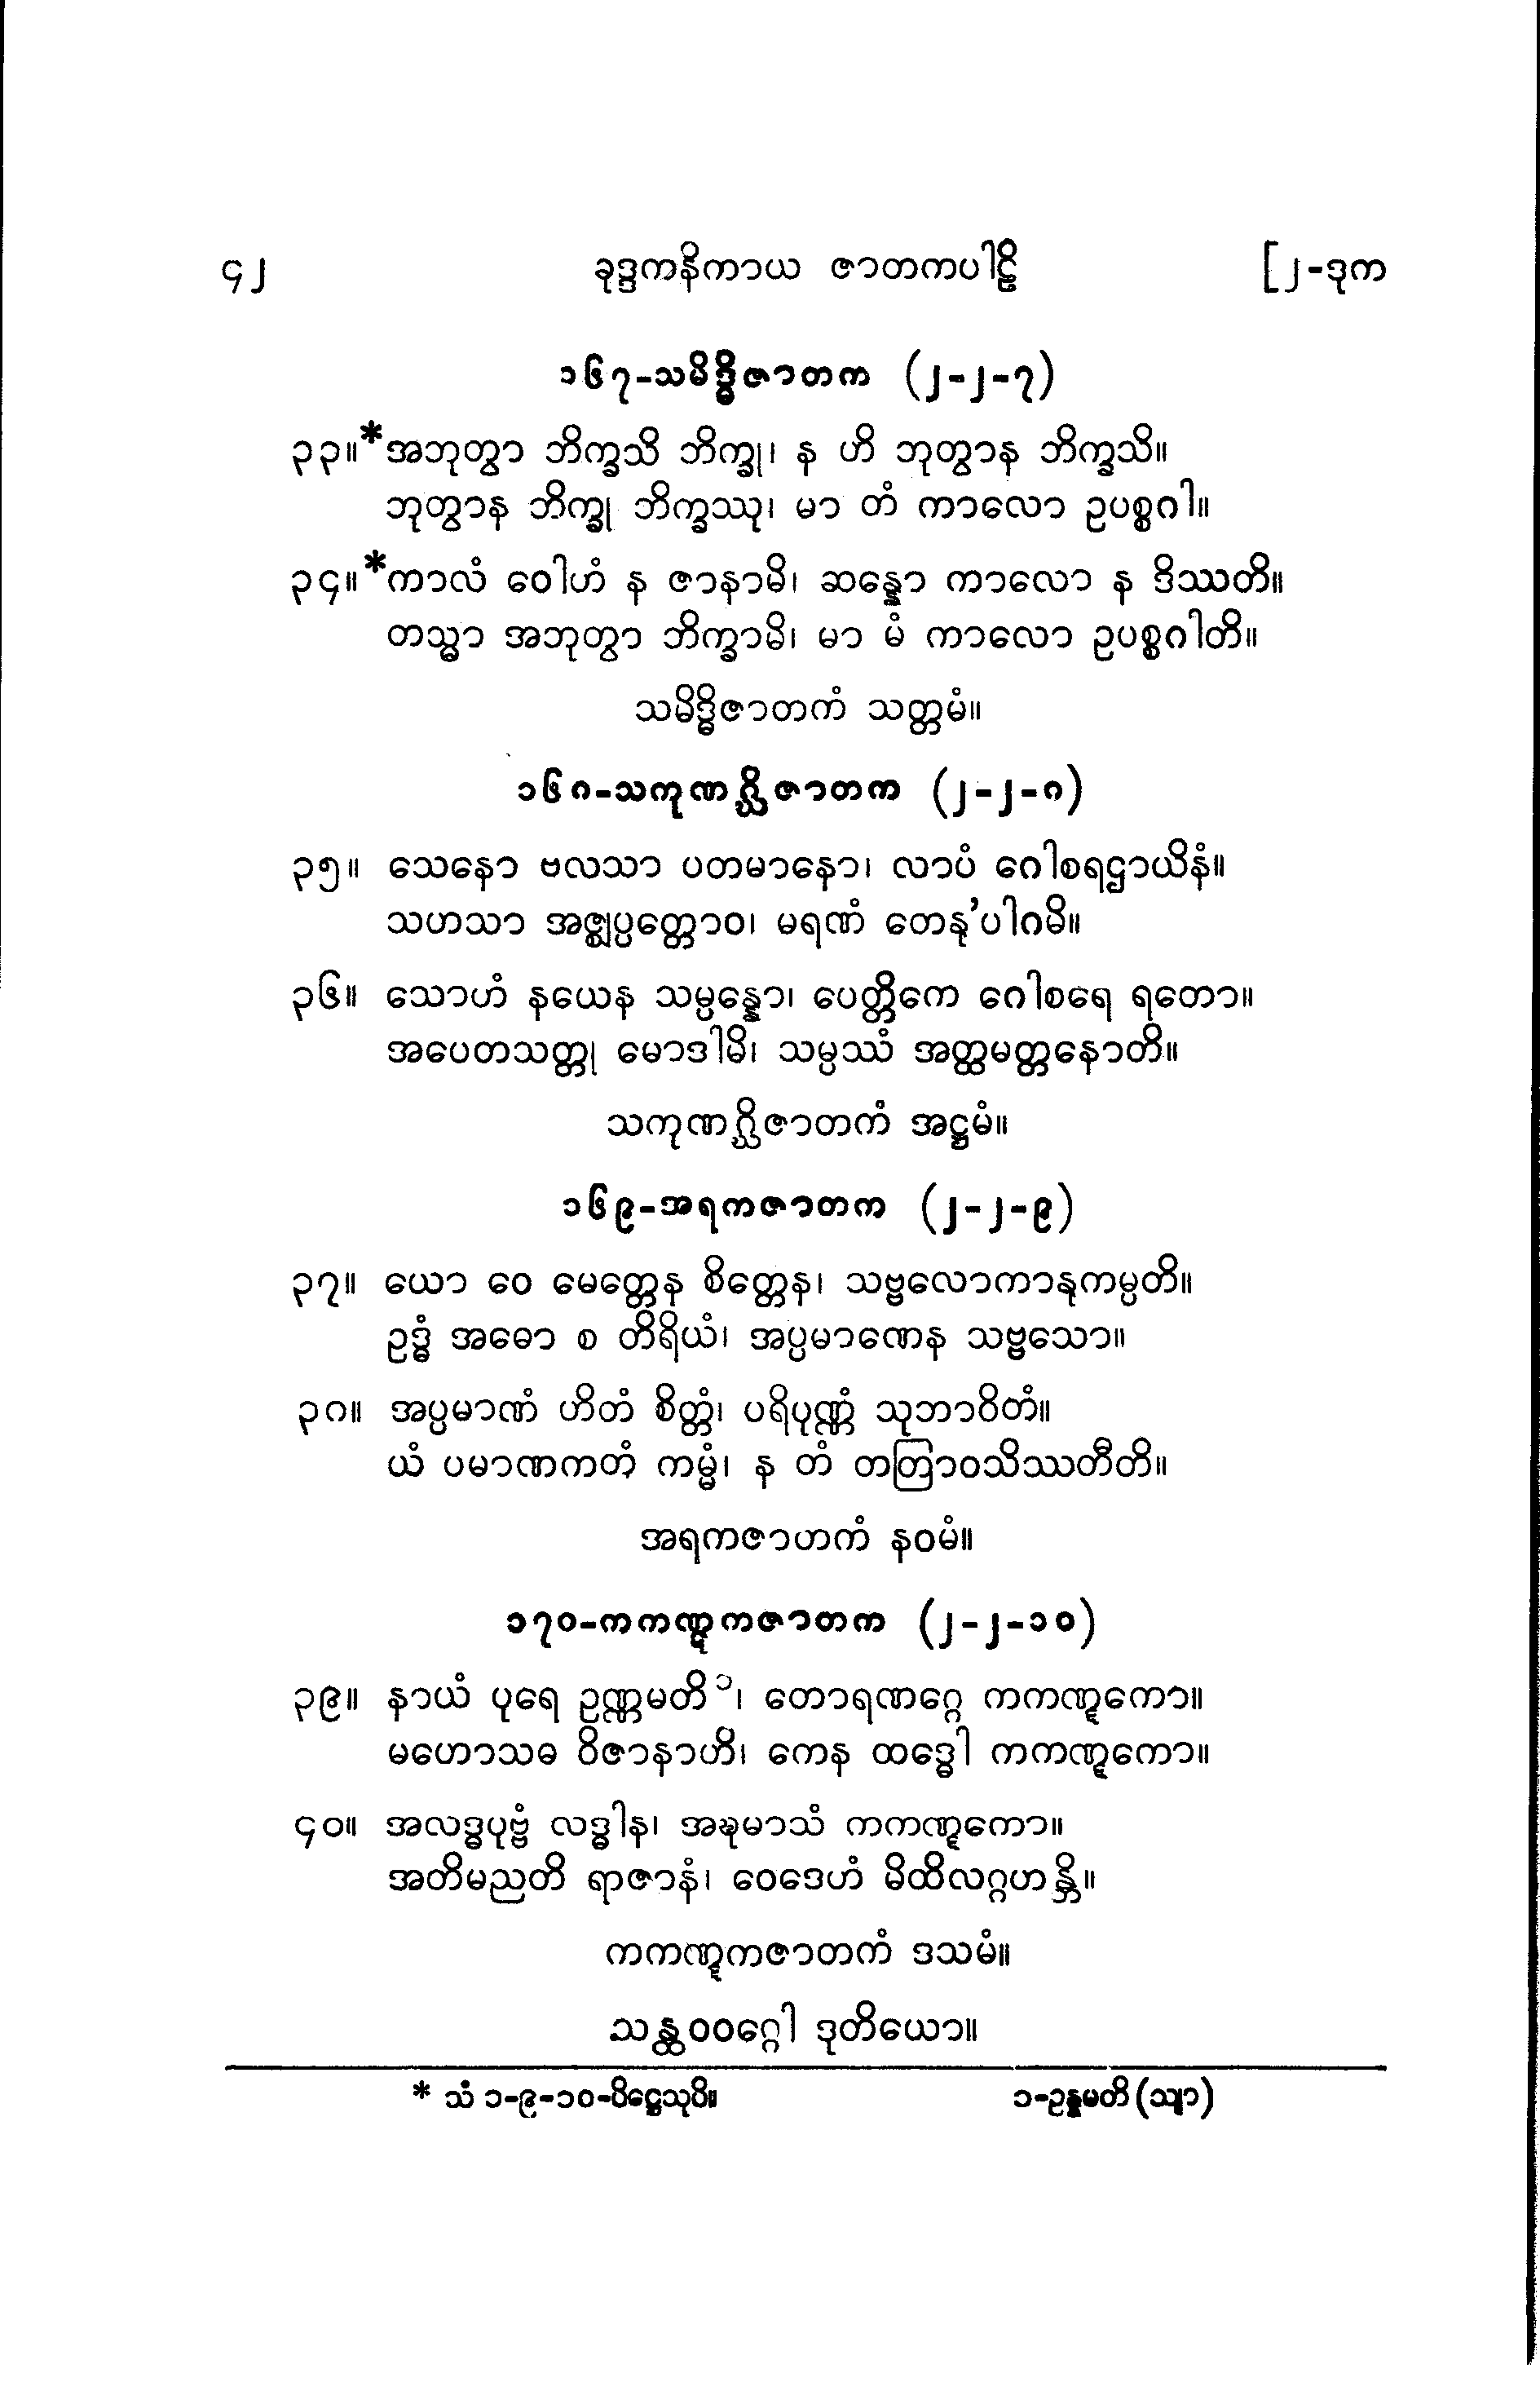 ၄၂ ခုဒ္ဒကနိကာယ ဇာတကပါဠိ [၂-ဒုက
၁၆၇-သမိဒ္ဓိဇာတက (၂-၂-၇)
၃၃။*အဘုတွာ ဘိက္ခသိ ဘိက္ခု၊ န ဟိ ဘုတွာန ဘိက္ခသိ။
ဘုတွာန ဘိက္ခု ဘိက္ခဿု၊ မာ တံ ကာလော ဥပစ္စဂါ။
၃၄။*ကာလံ ဝေါဟံ န ဇာနာမိ၊ ဆန္နော ကာလော န ဒိဿတိ။
တသ္မာ အဘုတွာ ဘိက္ခာမိ၊ မာ မံ ကာလော ဥပစ္စဂါတိ။
သမိဒ္ဓိဇာတကံ သတ္တမံ။
၁၆၈-သကုဏဂ္ဃိဇာတက (၂-၂-၈)
၃၅။ သေနော ဗလသာ ပတမာနော၊ လာပံ ဂေါစရဌာယိနံ။
သဟသာ အဇ္ဈပ္ပတ္တောဝ၊ မရဏံ တေနု’ပါဂမိ။
၃၆။ သောဟံ နယေန သမ္ပန္နော၊ ပေတ္တိကေ ဂေါစရေ ရတော။
အပေတသတ္တု မောဒါမိ၊ သမ္ပဿံ အတ္ထမတ္တနောတိ။
သကုဏဂ္ဃိဇာတကံ အဋ္ဌမံ။
၁၆၉-အရကဇာတက (၂-၂-၉)
၃၇။ ယော ဝေ မေတ္တေန စိတ္တေန၊ သဗ္ဗလောကာနုကမ္ပတိ။
ဥဒ္ဓံ အဓော စ တိရိယံ၊ အပ္ပမာဏေန သဗ္ဗသော။
၃၈။ အပ္ပမာဏံ ဟိတံ စိတ္တံ၊ ပရိပုဏ္ဏံ သုဘာဝိတံ။
ယံ ပမာဏကတံ ကမ္မံ၊ န တံ တတြာဝသိဿတီတိ။
အရကဇာဟကံ နဝမံ။
၁၇၀-ကကဏ္ဋကဇာတက (၂-၂-၁၀)
၃၉။ နာယံ ပုရေ ဥဏ္ဏမတိ ၁၊ တောရဏဂ္ဂေ ကကဏ္ဋကော။
မဟောသဓ ဝိဇာနာဟိ၊ ကေန ထဒ္ဓေါ ကကဏ္ဋကော။
၄၀။ အလဒ္ဓပုဗ္ဗံ လဒ္ဓါန၊ အဍ္ဎမာသံ ကကဏ္ဋကော။
အတိမညတိ ရာဇာနံ၊ ဝေဒေဟံ မိထိလဂ္ဂဟန္တိ။
ကကဏ္ဋကဇာတကံ ဒသမံ။
သန္ထဝဝဂ္ဂေါ ဒုတိယော။
* သံ ၁-၉-၁၀-ပိဋ္ဌေသုပိ။ ၁-ဥန္နမတိ (သျာ)